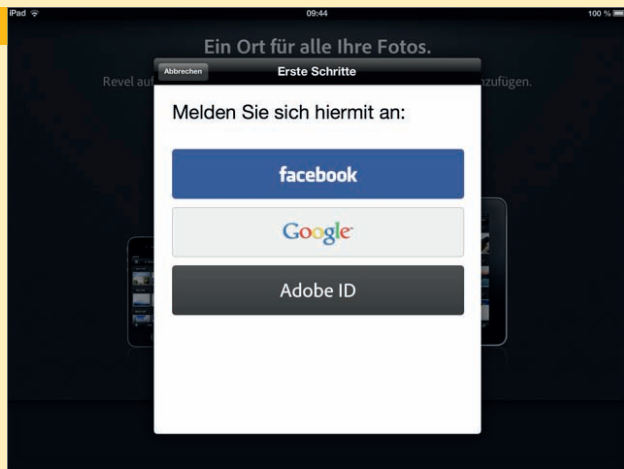 iPad 09:44 100 %
Ein Ort für alle Ihre Fotos.
Abbrechen Erste Schritte
Revel auf nzufügen.
Melden Sie sich hiermit an:
facebook
Google
Adobe ID